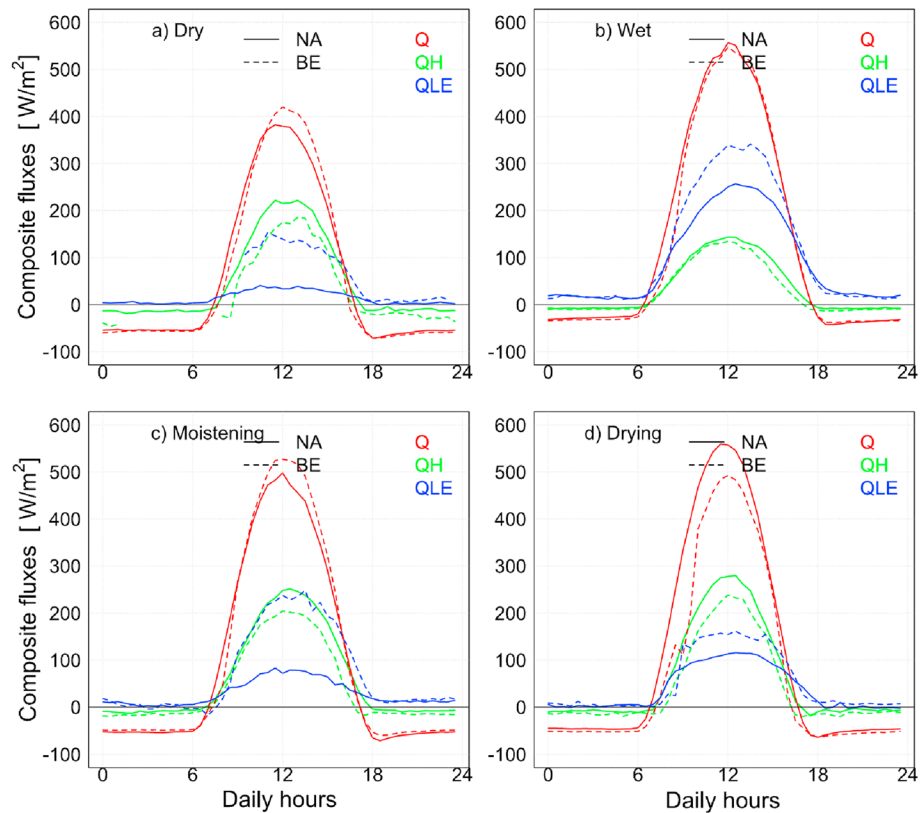 600
500
400
300
200
100
0
-100
Composite fluxes [ W/m²]
a) Dry
NA
BE
Q
QH
QLE
0
6
12
18
24
600
500
400
300
200
100
0
-100
b) Wet
NA
BE
Q
QH
QLE
0
6
12
18
24
600
500
400
300
200
100
0
-100
Composite fluxes [ W/m²]
c) Moistening
NA
BE
Q
QH
QLE
0
6
12
18
24
Daily hours
600
500
400
300
200
100
0
-100
d) Drying
NA
BE
Q
QH
QLE
0
6
12
18
24
Daily hours